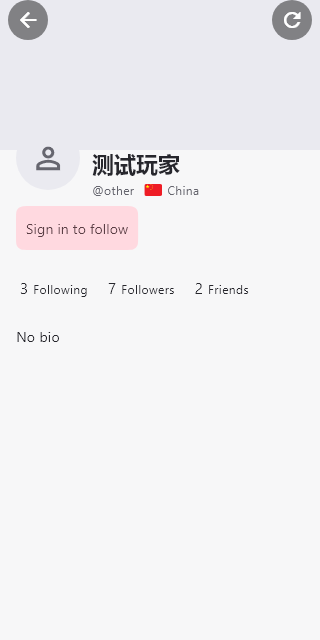 测试玩家
@other China
Sign in to follow
3 Following 7 Followers 2 Friends
No bio